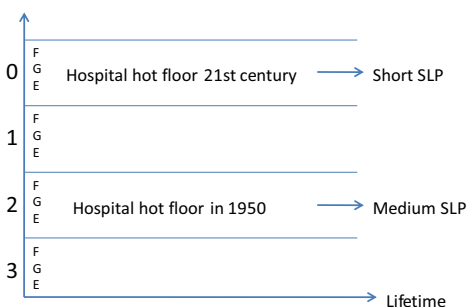 F
G
E
0
Hospital hot floor 21st century
Short SLP
F
G
E
1
F
G
E
2
Hospital hot floor in 1950
Medium SLP
F
G
E
3
Lifetime